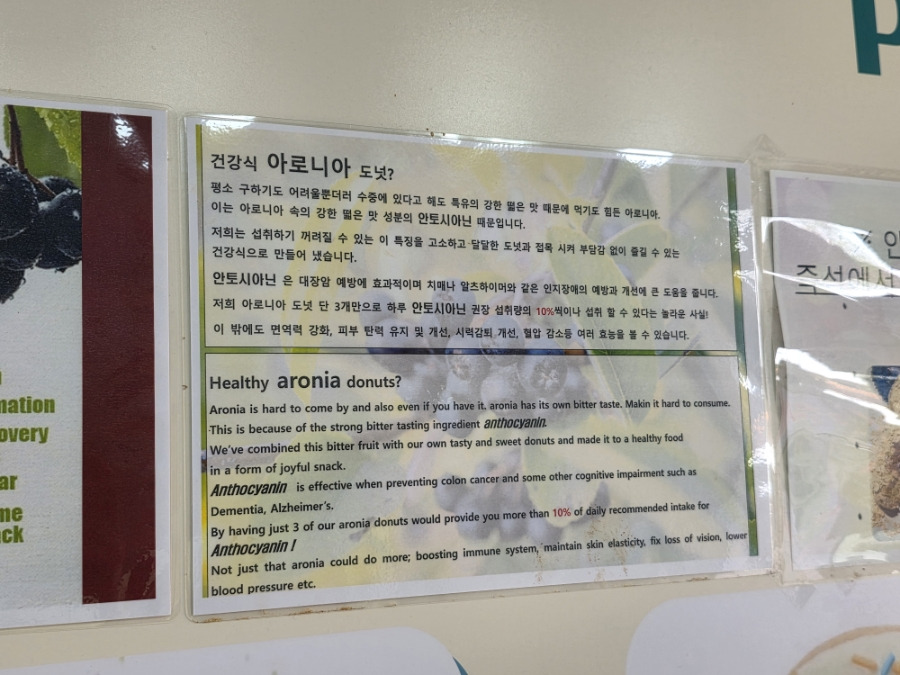 mation
overy
ar
me
ck
건강식 아로니아 도넛?
평소 구하기도 어려울뿐더러 수중에 있다고 해도 특유의 강한 떫은 맛 때문에 먹기도 힘든 아로니아.
이는 아로니아 속의 강한 떫은 맛 성분의 안토시아닌 때문입니다.
저희는 섭취하기 꺼려질 수 있는 이 특징을 고소하고 달달한 도넛과 접목 시켜 부담감 없이 즐길 수 있는
건강식으로 만들어 냈습니다.
안토시아닌 은 대장암 예방에 효과적이며 치매나 알츠하이머와 같은 인지장애의 예방과 개선에 큰 도움을 줍니다.
저희 아로니아 도넛 단 3개만으로 하루 안토시아닌 권장 섭취량의 10%씩이나 섭취 할 수 있다는 놀라운 사실!
이 밖에도 면역력 강화, 피부 탄력 유지 및 개선, 시력감퇴 개선, 혈압 감소등 여러 효능을 볼 수 있습니다.
Healthy aronia donuts?
Aronia is hard to come by and also even if you have it, aronia has its own bitter taste. Makin it hard to consume.
This is because of the strong bitter tasting ingredient anthocyanin.
We've combined this bitter fruit with our own tasty and sweet donuts and made it to a healthy food
in a form of joyful snack.
Anthocyanin is effective when preventing colon cancer and some other cognitive impairment such as
Dementia, Alzheimer's.
By having just 3 of our aronia donuts would provide you more than 10% of daily recommended intake for
Anthocyanin !
Not just that aronia could do more; boosting immune system, maintain skin elasticity, fix loss of vision, lower
blood pressure etc.
조선에서